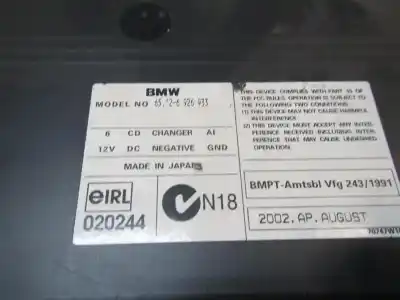 BMW
MODEL NO 65.12-6 926 933
6 CD CHANGER AI
12V DC NEGATIVE GND
MADE IN JAPAN
eIRL
020244
N18
THIS DEVICE COMPLIES WITH PART 15 OF
THE FCC RULES. OPERATION IS SUBJECT TO
THE FOLLOWING TWO CONDITIONS.
(1) THIS DEVICE MAY NOT CAUSE HARMFUL
INTERFERENCE.
(2) THIS DEVICE MUST ACCEPT ANY INTER-
FERENCE RECEIVED INCLUDING INTER-
FERENCE THAT MAY CAUSE
OPERATION.
BMPT-Amtsbl Vfg 243/1991
2002. AP. AUGUST